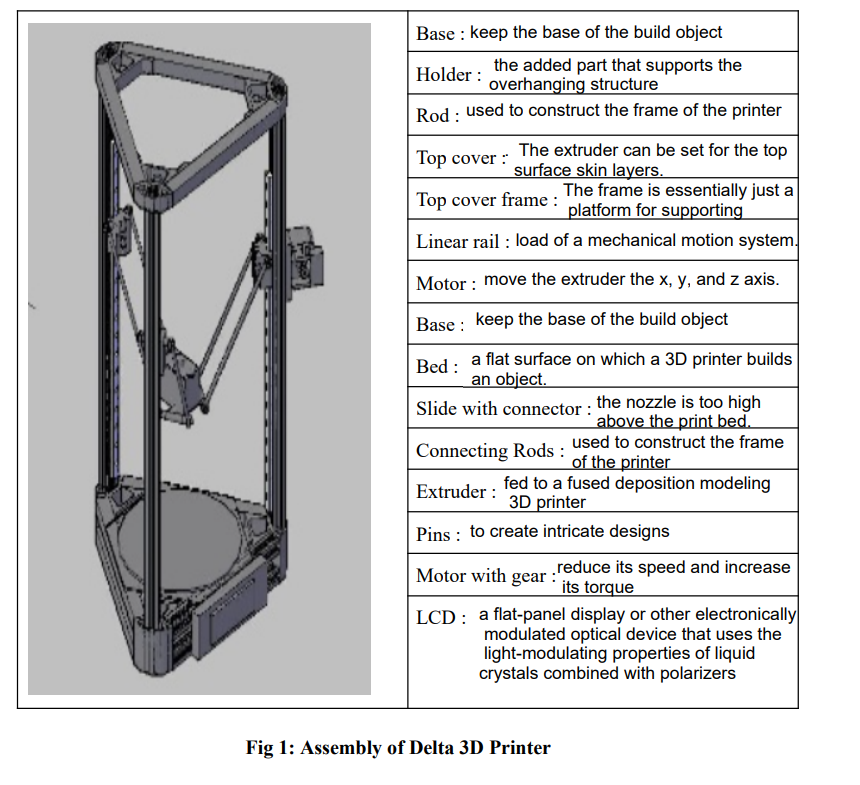 Base : keep the base of the build object
Holder : the added part that supports the
overhanging structure
Rod : used to construct the frame of the printer
Top cover : The extruder can be set for the top
surface skin layers.
Top cover frame : The frame is essentially just a
platform for supporting
Linear rail : load of a mechanical motion system.
Motor : move the extruder the x, y, and z axis.
Base : keep the base of the build object
Bed : a flat surface on which a 3D printer builds
an object.
Slide with connector : the nozzle is too high
above the print bed.
Connecting Rods : used to construct the frame
of the printer
Extruder : fed to a fused deposition modeling
3D printer
Pins : to create intricate designs
Motor with gear : reduce its speed and increase
its torque
LCD : a flat-panel display or other electronically
modulated optical device that uses the
light-modulating properties of liquid
crystals combined with polarizers
Fig 1: Assembly of Delta 3D Printer